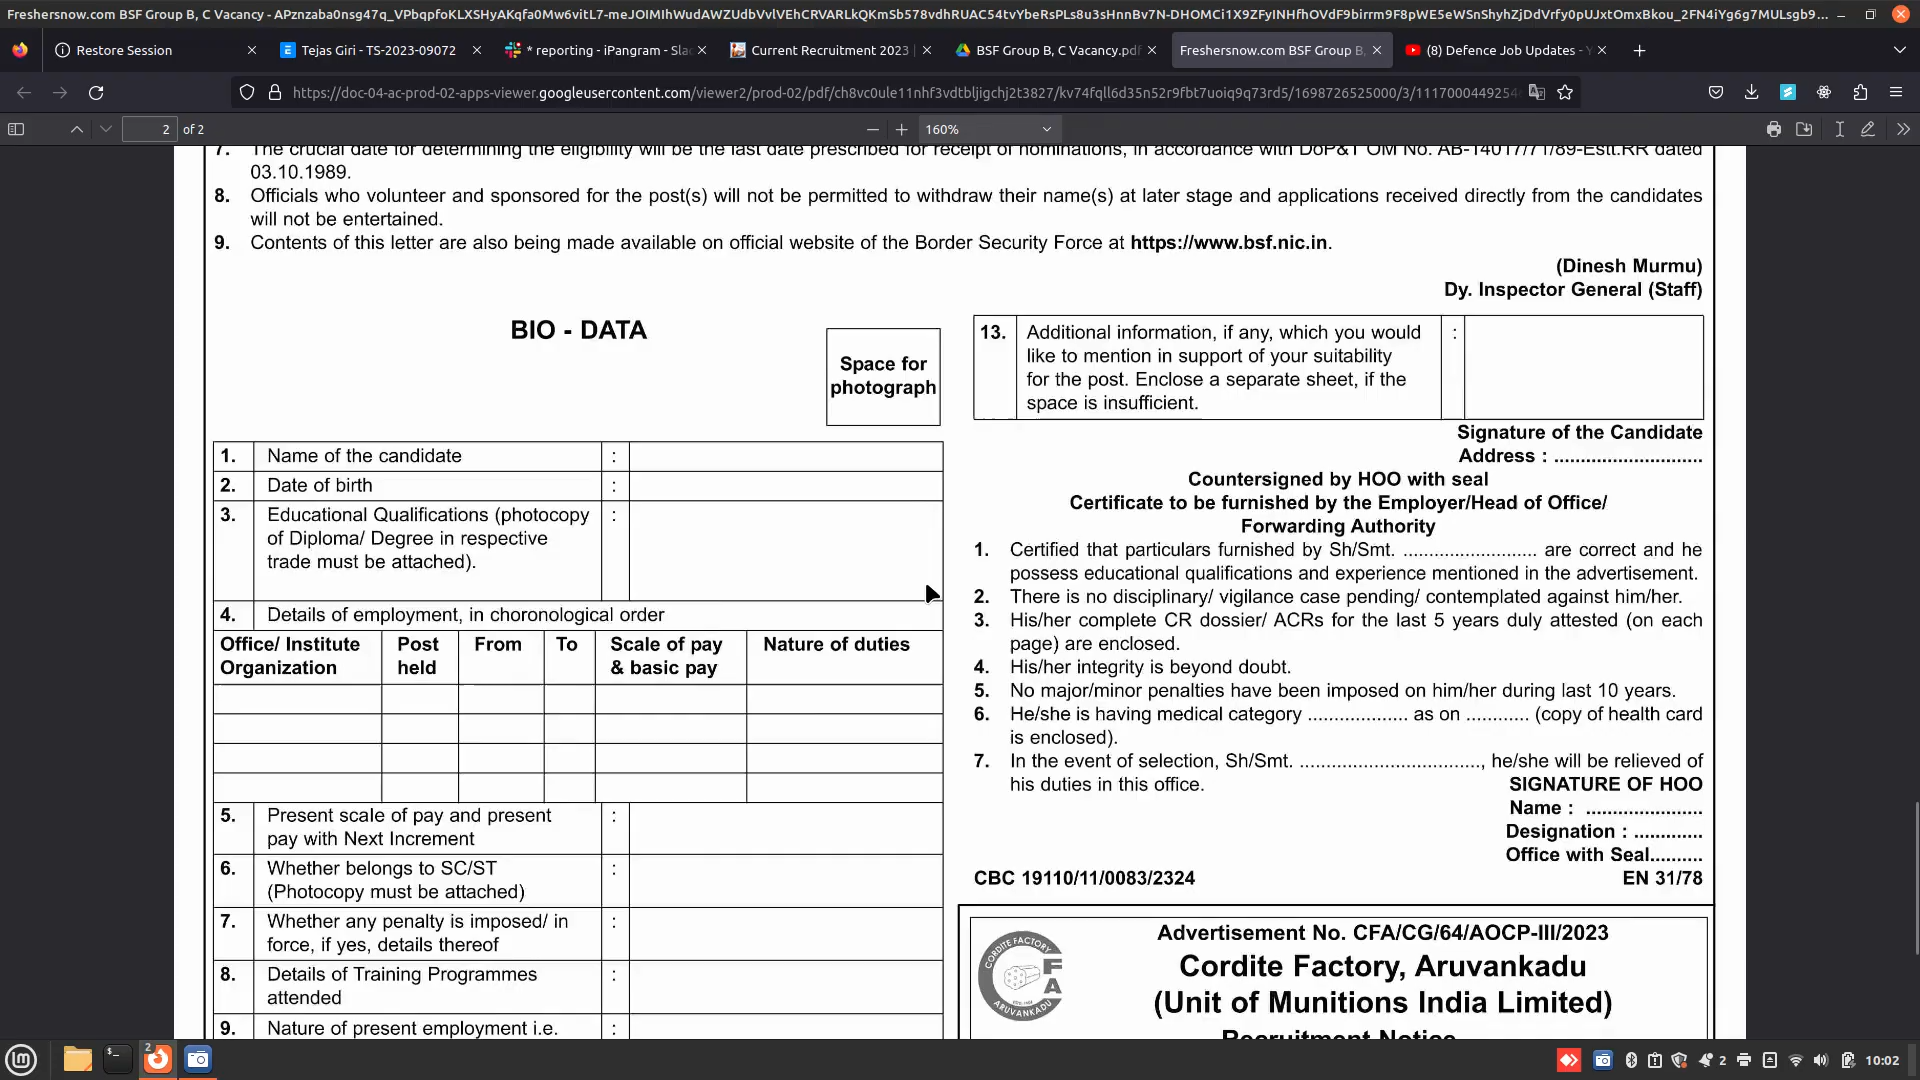 Freshersnow.com BSF Group B, C Vacancy - APznzaba0nsg47q_VPbqpfoKLXSHyAKqfa0Mw6vitL7-meJOIMIhWudAWZUdbVvlVEhCRVARLkQKmSb578vdhRUAC54tvYbeRsPLs8u3sHnnBv7N-DHOMCi1X9ZFyINHfhOVdF9birrm9F8pWE5eWSnShyhZjDdVrfy0pUJxtOmxBkou_2FN4iYg6g7MULsgb9...
Restore Session
Tejas Giri - TS-2023-09072
* reporting - iPangram - Slac
Current Recruitment 2023 |
BSF Group B, C Vacancy.pdf
Freshersnow.com BSF Group B,
(8) Defence Job Updates - Y
https://doc-04-ac-prod-02-apps-viewer.googleusercontent.com/viewer2/prod-02/pdf/ch8vc0ule11nhf3vdtbljigchj2t3827/kv74fqll6d35n52r9fbt7uoiq9q73rd5/1698726525000/3/1117000449254
2 of 2
160%
7. The crucial date for determining the eligibility will be the last date prescribed for receipt of nominations, in accordance with DoP&T OM No. AB-14017/71/89-Estt.RR dated
03.10.1989.
8. Officials who volunteer and sponsored for the post(s) will not be permitted to withdraw their name(s) at later stage and applications received directly from the candidates
will not be entertained.
9. Contents of this letter are also being made available on official website of the Border Security Force at https://www.bsf.nic.in.
(Dinesh Murmu)
Dy. Inspector General (Staff)
BIO - DATA
Space for
photograph
1. Name of the candidate :
2. Date of birth :
3. Educational Qualifications (photocopy :
of Diploma/ Degree in respective
trade must be attached).
4. Details of employment, in choronological order
Office/ Institute Post From To Scale of pay Nature of duties
Organization held & basic pay
5. Present scale of pay and present :
pay with Next Increment
6. Whether belongs to SC/ST :
(Photocopy must be attached)
7. Whether any penalty is imposed/ in :
force, if yes, details thereof
8. Details of Training Programmes :
attended
9. Nature of present employment i.e. :
13. Additional information, if any, which you would :
like to mention in support of your suitability
for the post. Enclose a separate sheet, if the
space is insufficient.
Signature of the Candidate
Address : ...........................
Countersigned by HOO with seal
Certificate to be furnished by the Employer/Head of Office/
Forwarding Authority
1. Certified that particulars furnished by Sh/Smt. ........................ are correct and he
possess educational qualifications and experience mentioned in the advertisement.
2. There is no disciplinary/ vigilance case pending/ contemplated against him/her.
3. His/her complete CR dossier/ ACRs for the last 5 years duly attested (on each
page) are enclosed.
4. His/her integrity is beyond doubt.
5. No major/minor penalties have been imposed on him/her during last 10 years.
6. He/she is having medical category .................. as on ............ (copy of health card
is enclosed).
7. In the event of selection, Sh/Smt. ................................., he/she will be relieved of
his duties in this office.
SIGNATURE OF HOO
Name : .....................
Designation : .............
Office with Seal..........
CBC 19110/11/0083/2324 EN 31/78
CORDITE FACTORY
CFA
ARUVANKADU
Advertisement No. CFA/CG/64/AOCP-III/2023
Cordite Factory, Aruvankadu
(Unit of Munitions India Limited)
Recruitment Notice
2
2
10:02